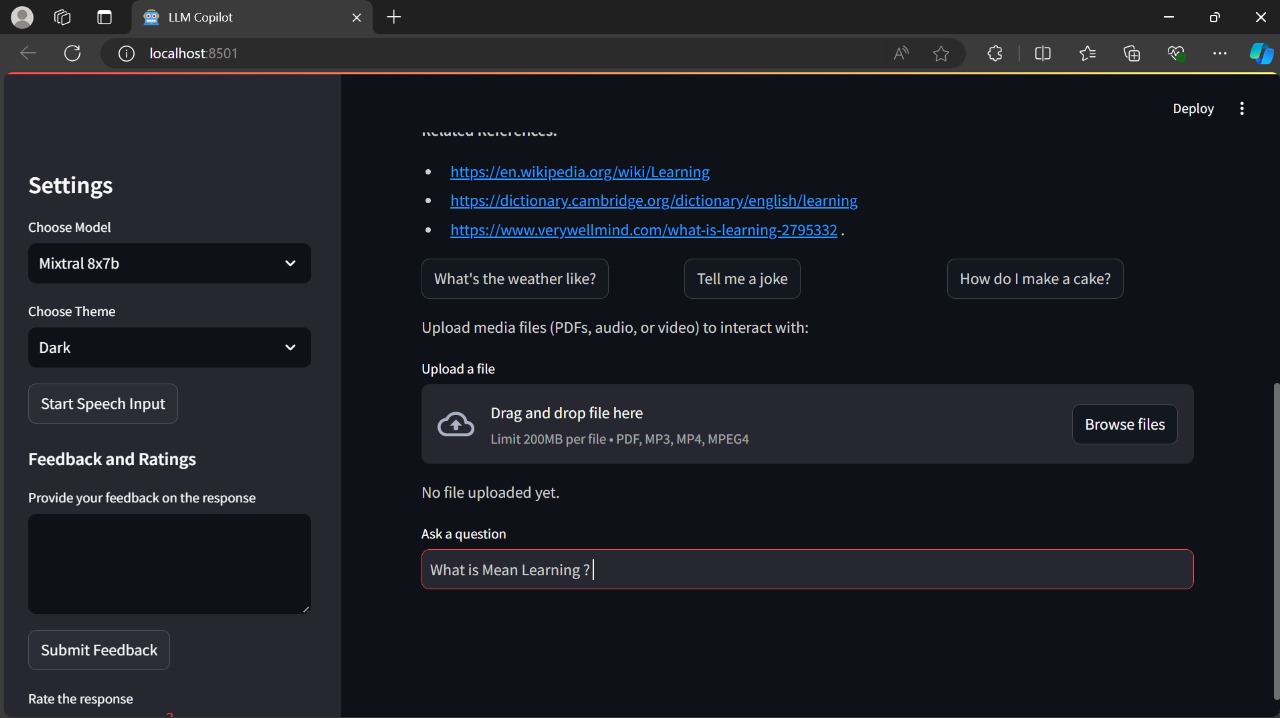 LLM Copilot
localhost:8501
Deploy
Related References:
https://en.wikipedia.org/wiki/Learning
https://dictionary.cambridge.org/dictionary/english/learning
https://www.verywellmind.com/what-is-learning-2795332 .
What's the weather like?
Tell me a joke
How do I make a cake?
Upload media files (PDFs, audio, or video) to interact with:
Upload a file
Drag and drop file here
Limit 200MB per file • PDF, MP3, MP4, MPEG4
Browse files
No file uploaded yet.
Ask a question
What is Mean Learning ?
Settings
Choose Model
Mixtral 8x7b
Choose Theme
Dark
Start Speech Input
Feedback and Ratings
Provide your feedback on the response
Submit Feedback
Rate the response